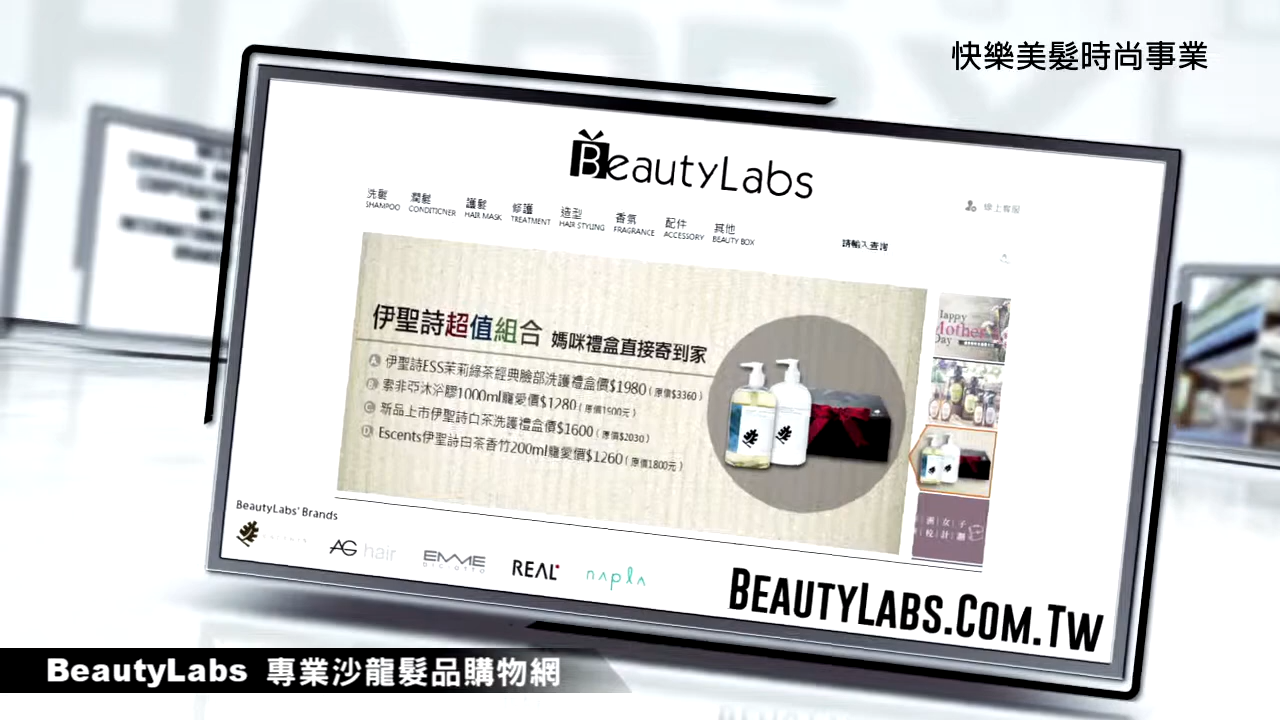 快樂美髮時尚事業
BeautyLabs
洗髮 潤髮 護髮 修護 造型 香氛 配件 其他
SHAMPOO CONDITIONER HAIR MASK TREATMENT HAIR STYLING FRAGRANCE ACCESSORY BEAUTY BOX
線上客服
請輸入查詢
伊聖詩超值組合 媽咪禮盒直接寄到家
A 伊聖詩ESS茉莉綠茶經典臉部洗護禮盒價$1980(原價$3360)
B 索非亞沐浴膠1000ml寵愛價$1280(原價1500元)
C 新品上市伊聖詩白茶洗護禮盒價$1600(原價$2030)
D Escents伊聖詩白茶香竹200ml寵愛價$1260(原價1800元)
Happy
Mother's
Day
BeautyLabs' Brands
AG hair
EMMEDICIOTTO
REAL
napla
BEAUTYLABS.COM.TW
BeautyLabs 專業沙龍髮品購物網